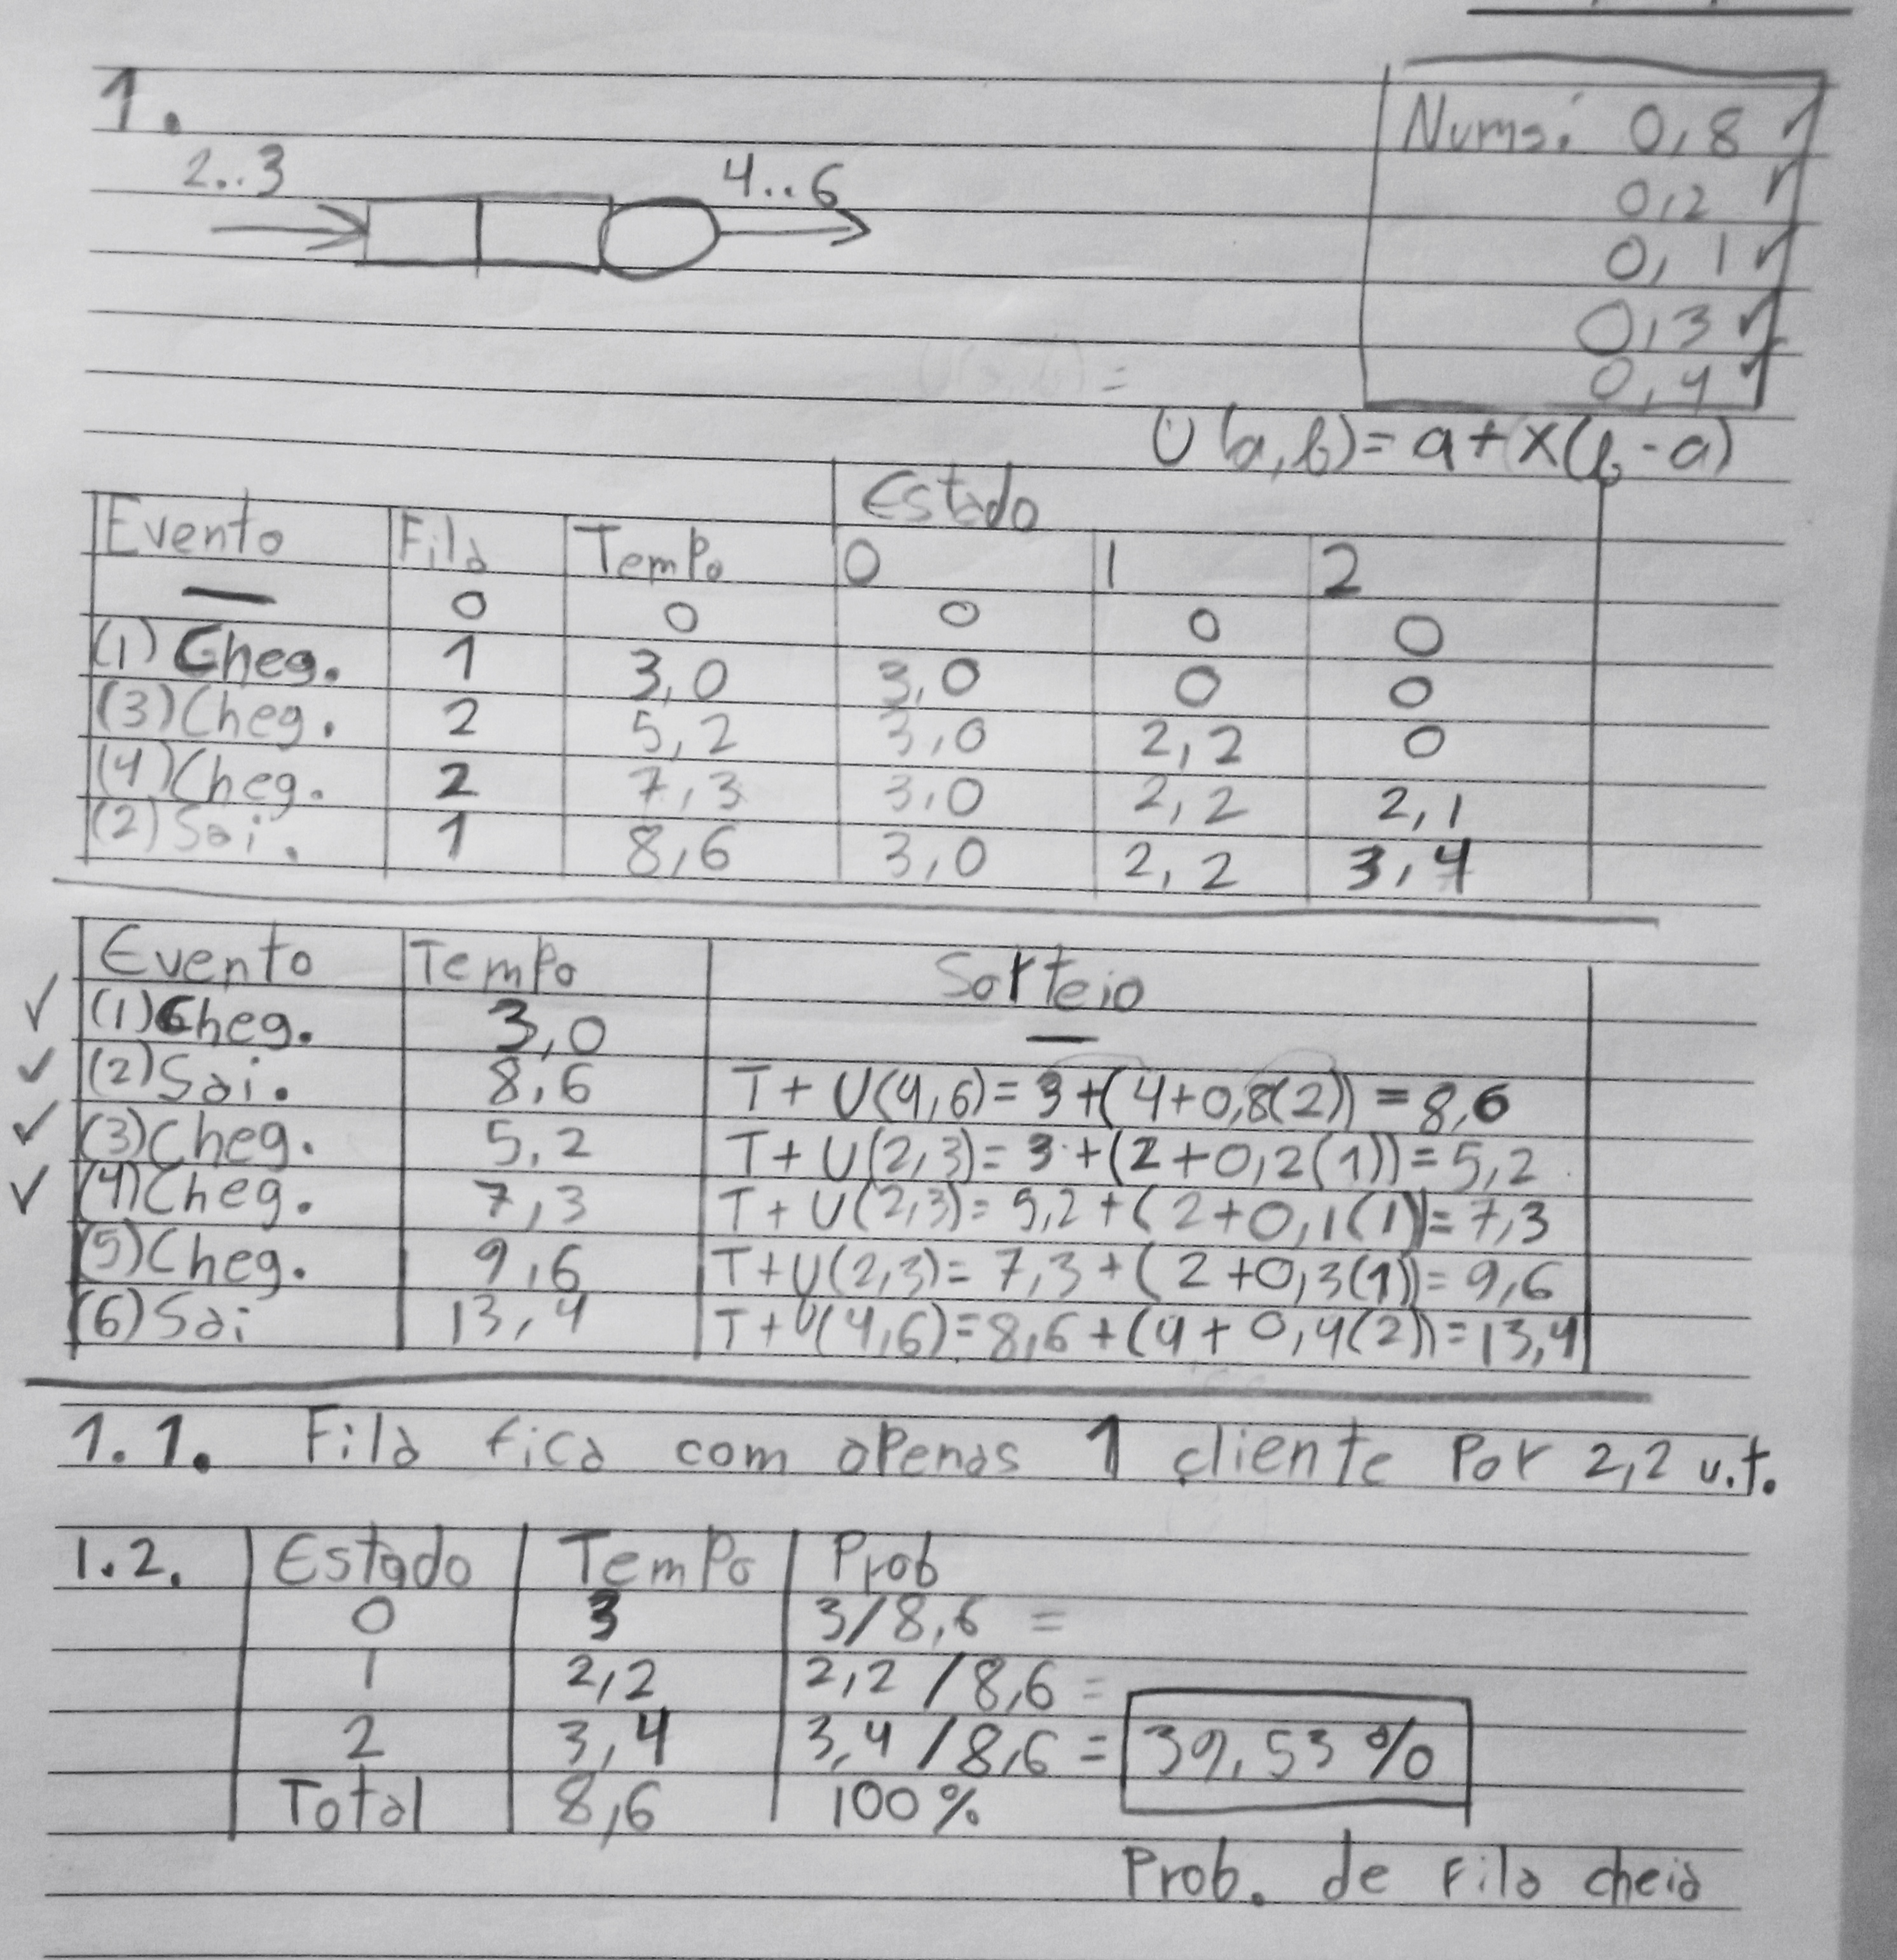 1.
2..3
4..6
Nums: 0,8
0,2
0,1
0,3
0,4
U(a,b)= a+x(b-a)
Estado
Evento Fila Tempo 0 1 2
— 0 0 0 0 0
(1) Cheg. 1 3,0 3,0 0 0
(3) Cheg. 2 5,2 3,0 2,2 0
(4) Cheg. 2 7,3 3,0 2,2 2,1
(2) Sai. 1 8,6 3,0 2,2 3,4
Evento Tempo Sorteio
✓ (1) Cheg. 3,0 —
✓ (2) Sai. 8,6 T + U(4,6)= 3+(4+0,8(2)) = 8,6
✓ (3) Cheg. 5,2 T + U(2,3)= 3+(2+0,2(1))= 5,2
✓ (4) Cheg. 7,3 T + U(2,3)= 5,2+(2+0,1(1))= 7,3
(5) Cheg. 9,6 T+U(2,3)= 7,3+(2+0,3(1))= 9,6
(6) Sai 13,4 T+U(4,6)=8,6+(4+0,4(2))=13,4
1.1. Fila fica com apenas 1 cliente por 2,2 u.t.
1.2. Estado Tempo Prob
0 3 3/8,6 =
1 2,2 2,2/8,6 =
2 3,4 3,4/8,6 = 39,53%
Total 8,6 100%
Prob. de Fila cheia